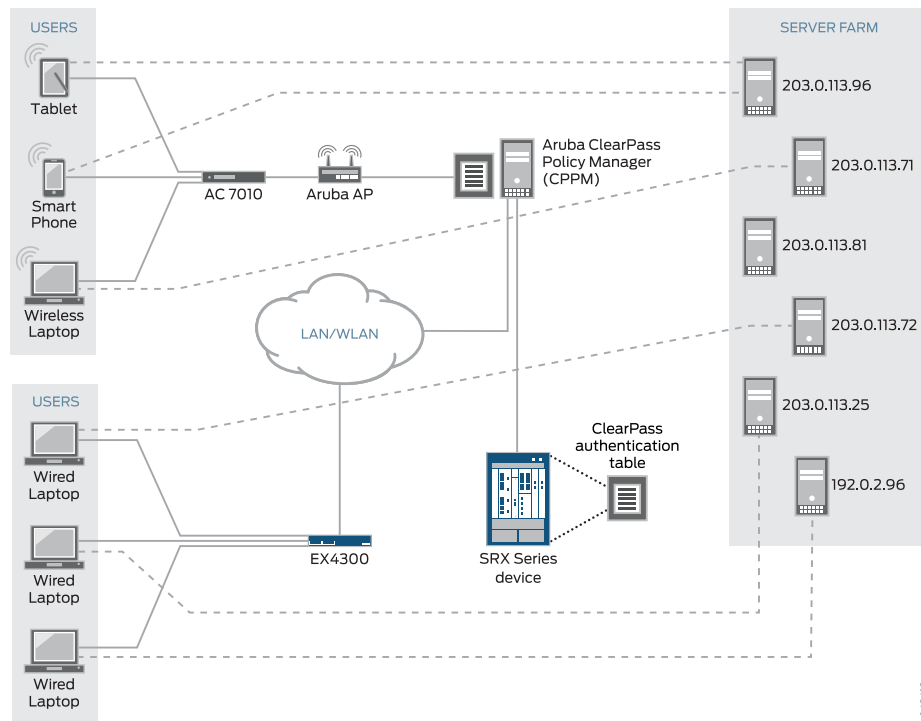 USERS
SERVER FARM
Tablet
203.0.113.96
Aruba ClearPass
Policy Manager
(CPPM)
203.0.113.71
Smart
Phone
AC 7010
Aruba AP
203.0.113.81
Wireless
Laptop
LAN/WLAN
203.0.113.72
USERS
203.0.113.25
Wired
Laptop
ClearPass
authentication
table
192.0.2.96
EX4300
SRX Series
device
Wired
Laptop
Wired
Laptop